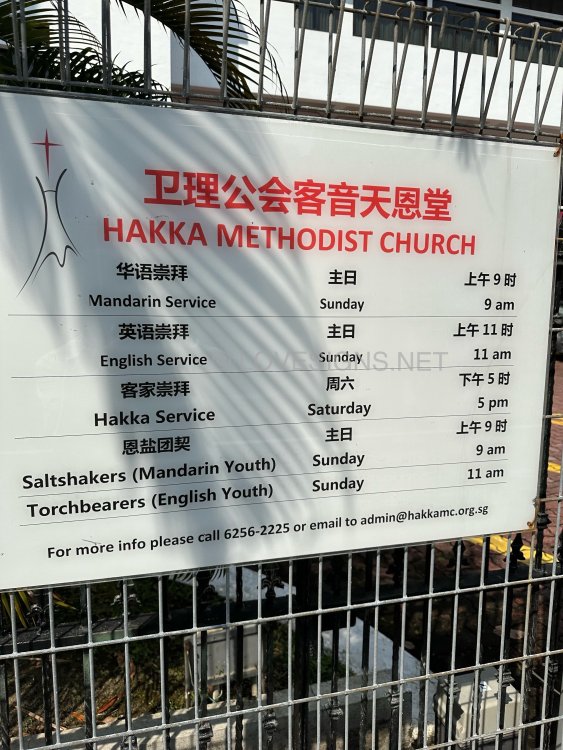 卫理公会客音天恩堂
HAKKA METHODIST CHURCH
华语崇拜 主日 上午 9 时
Mandarin Service Sunday 9 am
英语崇拜 主日 上午 11 时
English Service Sunday 11 am
客家崇拜 周六 下午 5 时
Hakka Service Saturday 5 pm
恩盐团契 主日 上午 9 时
Saltshakers (Mandarin Youth) Sunday 9 am
Torchbearers (English Youth) Sunday 11 am
For more info please call 6256-2225 or email to admin@hakkamc.org.sg